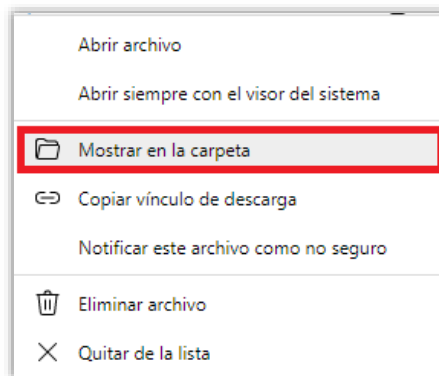 Abrir archivo
Abrir siempre con el visor del sistema
Mostrar en la carpeta
Copiar vínculo de descarga
Notificar este archivo como no seguro
Eliminar archivo
Quitar de la lista